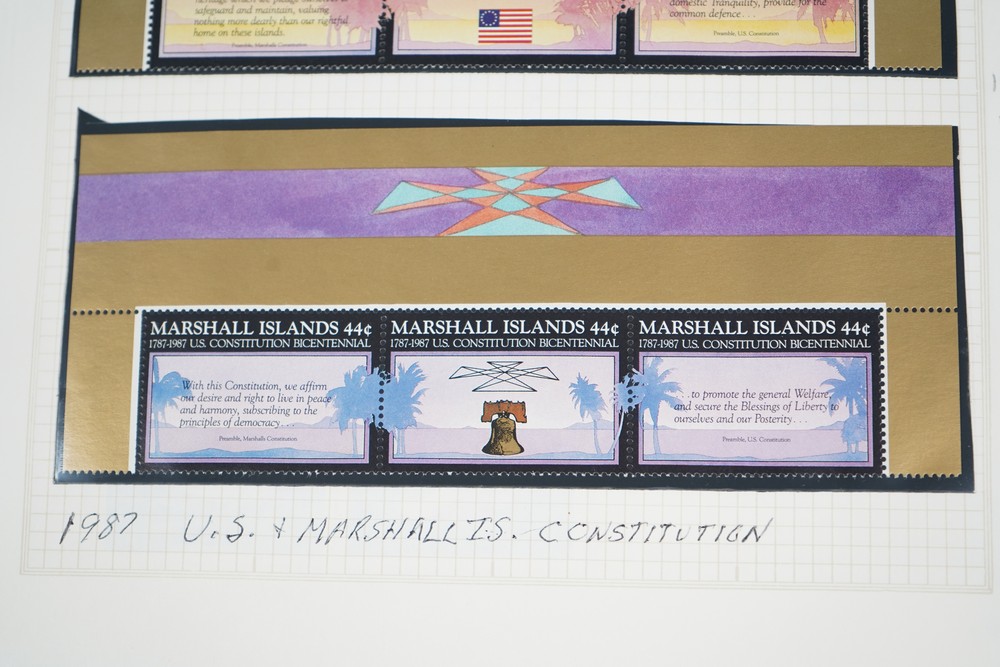 safeguard and maintain, valuing
nothing more dearly than our rightful
home on these islands.
Preamble, Marshalls Constitution
domestic Tranquility, provide for the
common defence . . .
Preamble, U.S. Constitution
MARSHALL ISLANDS 44¢
1787-1987 U.S. CONSTITUTION BICENTENNIAL
With this Constitution, we affirm
our desire and right to live in peace
and harmony, subscribing to the
principles of democracy . . .
Preamble, Marshalls Constitution
MARSHALL ISLANDS 44¢
1787-1987 U.S. CONSTITUTION BICENTENNIAL
MARSHALL ISLANDS 44¢
1787-1987 U.S. CONSTITUTION BICENTENNIAL
. . . to promote the general Welfare,
and secure the Blessings of Liberty to
ourselves and our Posterity . . .
Preamble, U.S. Constitution
1987 U.S. & MARSHALL IS. CONSTITUTION